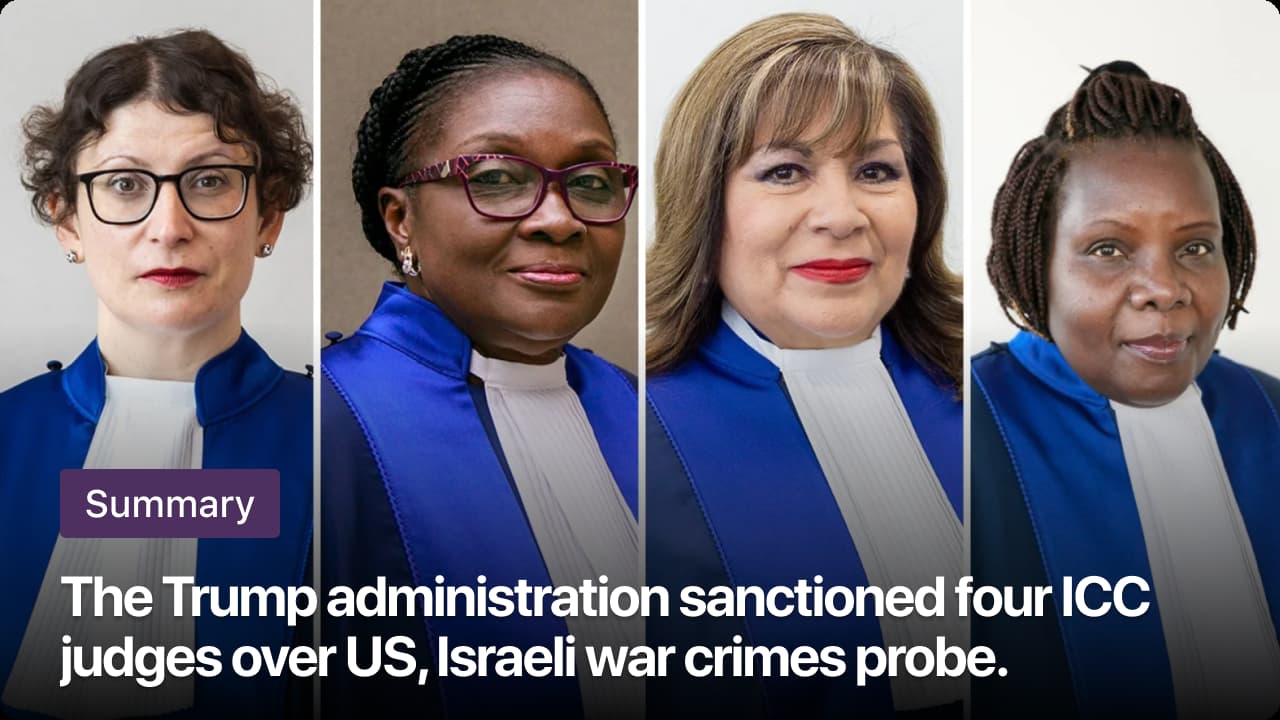 Summary
The Trump administration sanctioned four ICC
judges over US, Israeli war crimes probe.